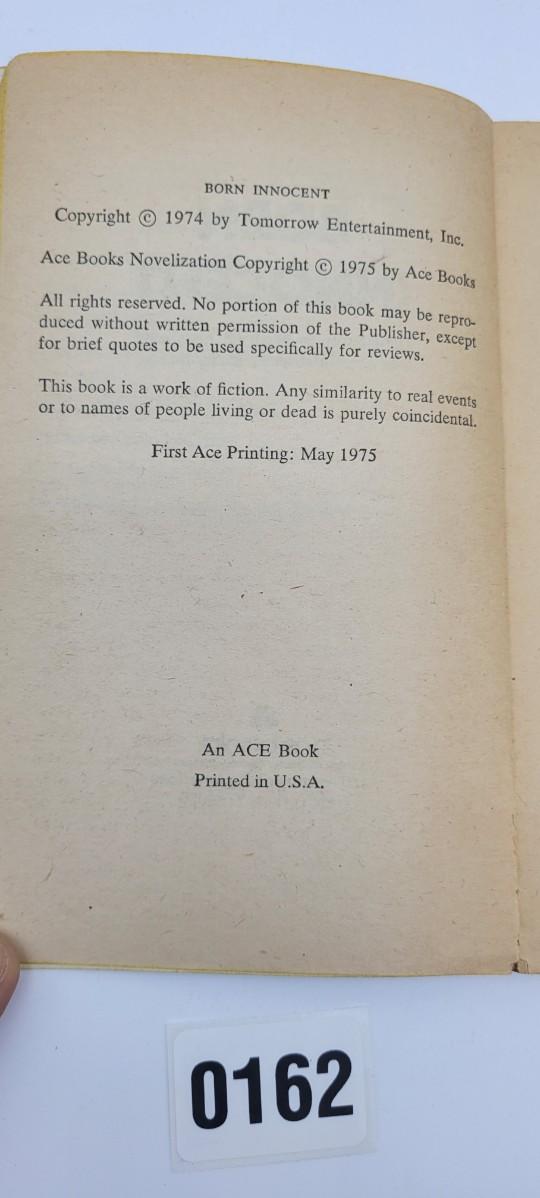 BORN INNOCENT
Copyright © 1974 by Tomorrow Entertainment, Inc.
Ace Books Novelization Copyright © 1975 by Ace Books
All rights reserved. No portion of this book may be repro-
duced without written permission of the Publisher, except
for brief quotes to be used specifically for reviews.
This book is a work of fiction. Any similarity to real events
or to names of people living or dead is purely coincidental.
First Ace Printing: May 1975
An ACE Book
Printed in U.S.A.
0162